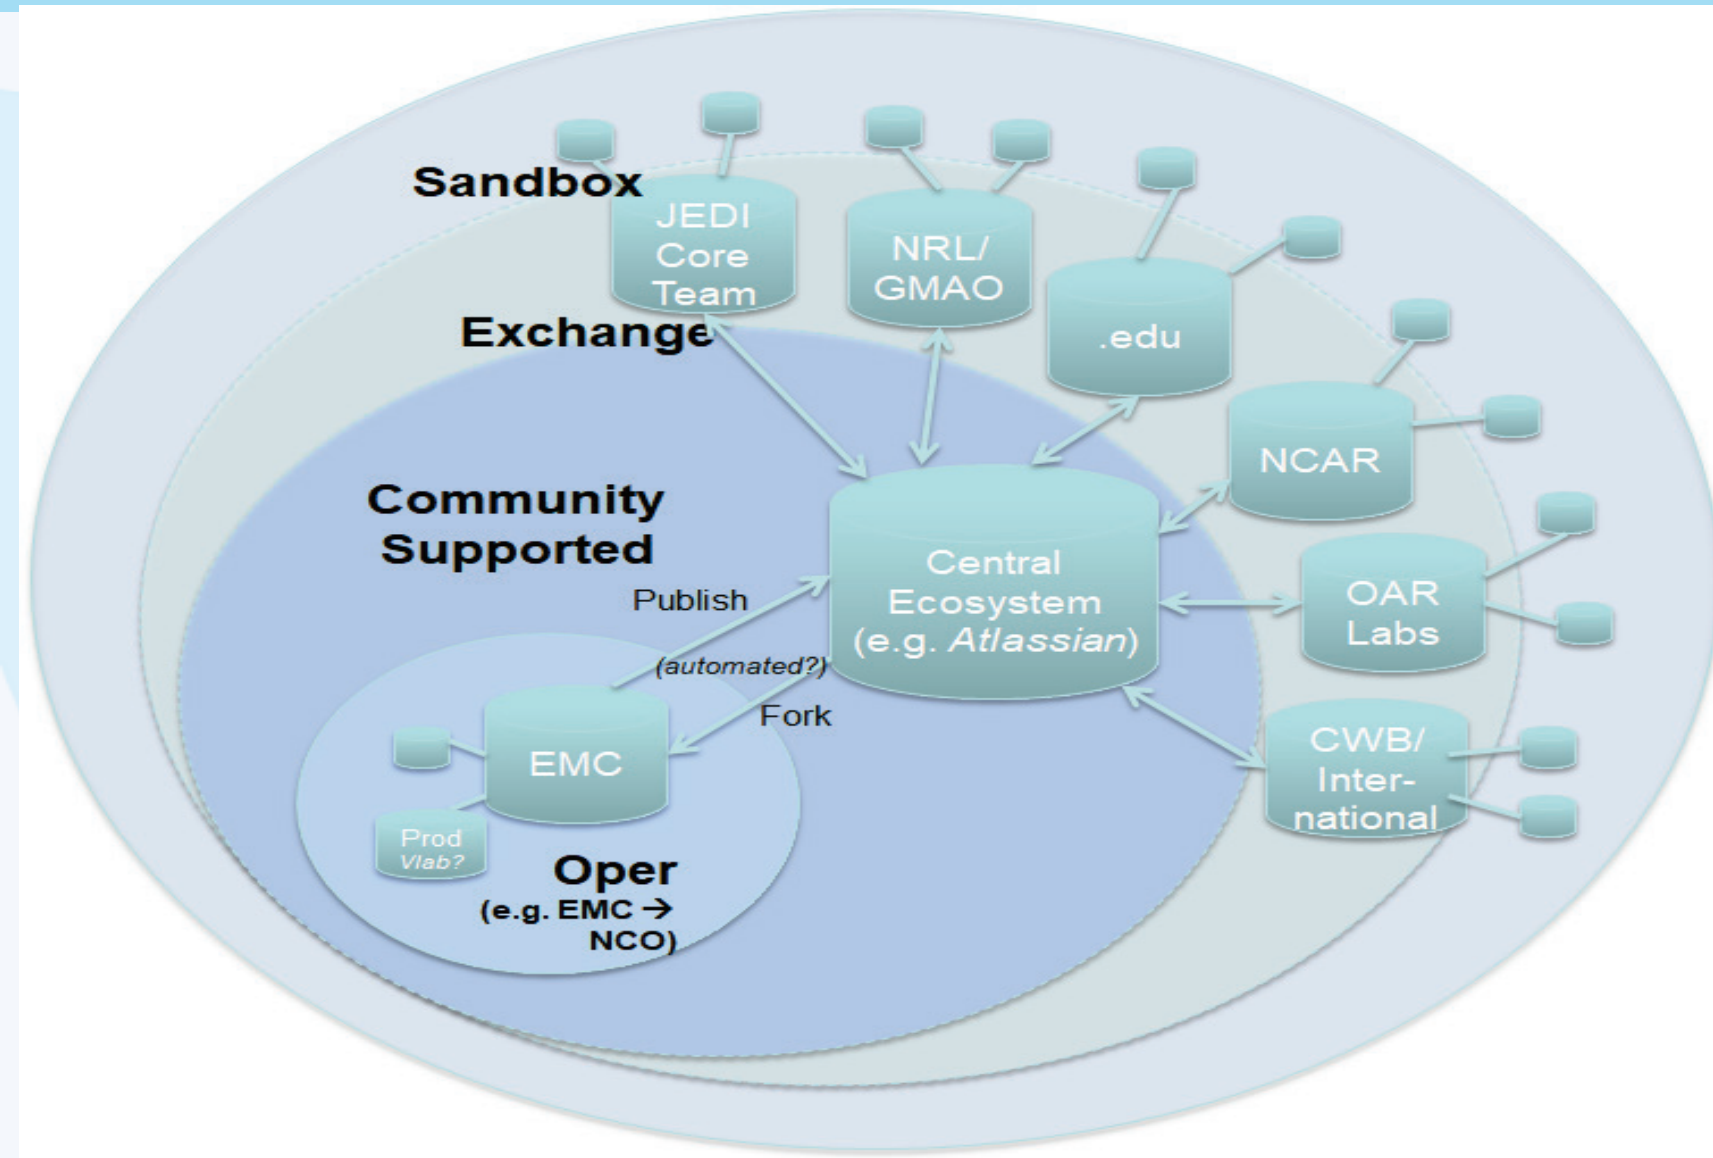 Sandbox
JEDI
Core
Team
NRL/
GMAO
.edu
Exchange
NCAR
Community
Supported
Central
Ecosystem
(e.g. Atlassian)
Publish
(automated?)
Fork
OAR
Labs
EMC
CWB/
Inter-
national
Prod
Vlab?
Oper
(e.g. EMC →
NCO)